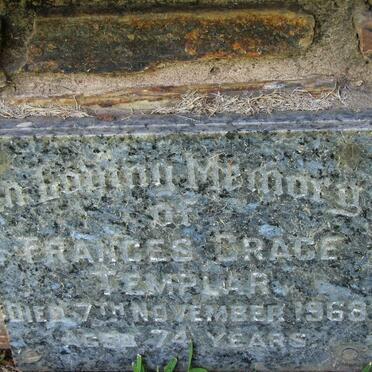 In Loving Memory
of
FRANCES GRACE
TEMPLAR
DIED 7TH NOVEMBER 1968
AGED 74 YEARS